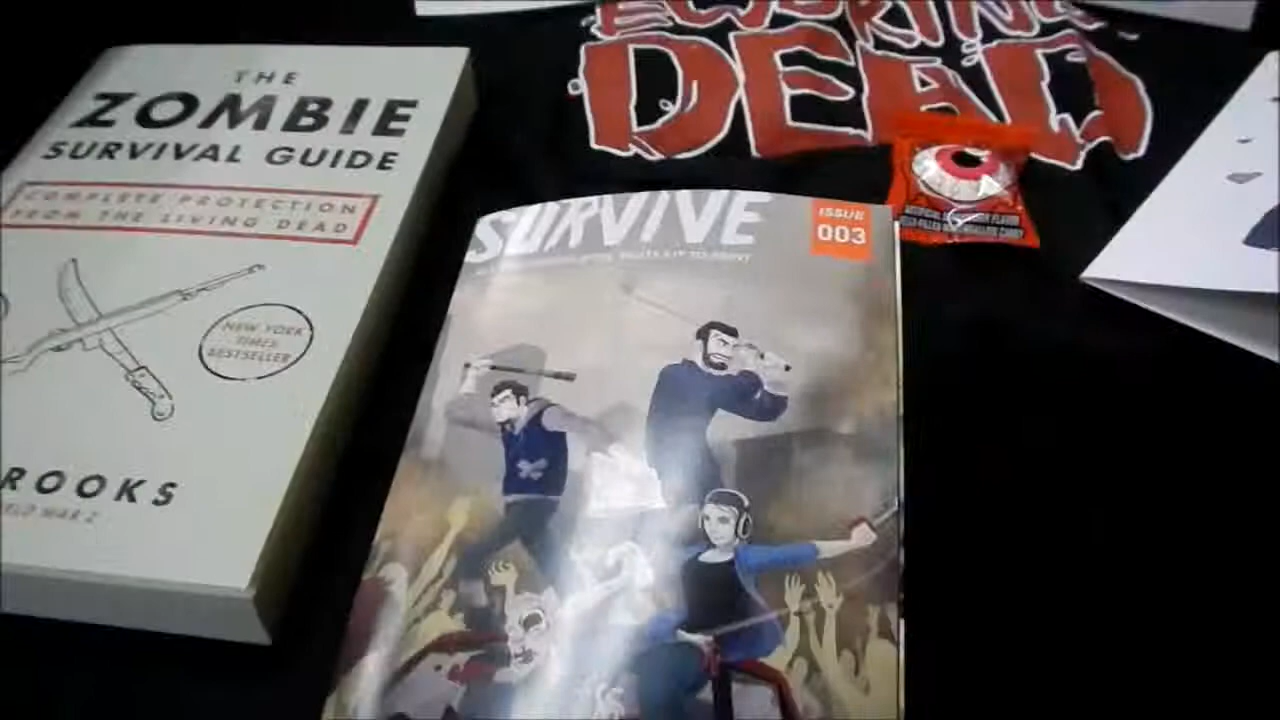 THE
ZOMBIE
SURVIVAL GUIDE
COMPLETE PROTECTION
FROM THE LIVING DEAD
NEW YORK
TIMES
BESTSELLER
ROOKS
WAR Z
DEAD
SURVIVE
ISSUE
003